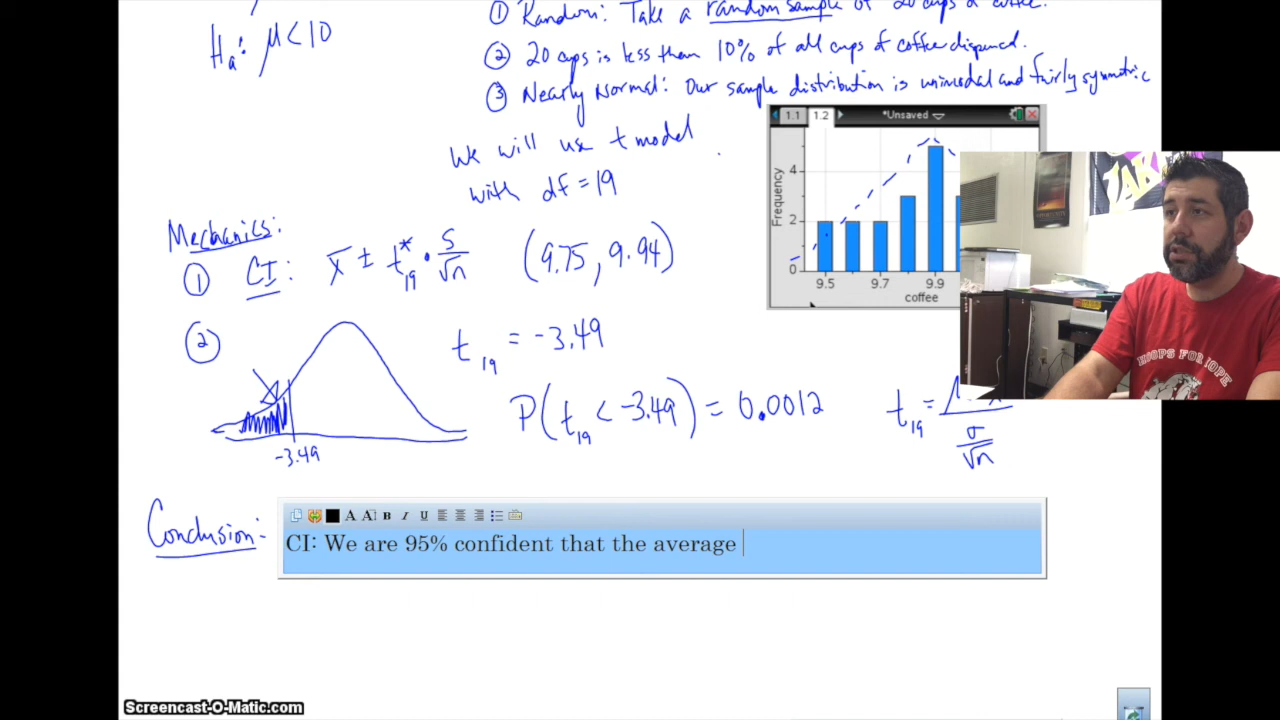 ① Random: Take a random sample of 20 cups of coffee.
Ha: μ < 10
② 20 cups is less then 10% of all cups of coffee dispensed.
③ Nearly Normal: Our sample distribution is unimodal and fairly symmetric
We will use t model
with df = 19
1.1 1.2 *Unsaved
Frequency
4
2
0
9.5 9.7 9.9
coffee
Mechanics:
① CI: x̄ ± t*19 · s/√n (9.75, 9.94)
② t19 = -3.49
-3.49
P(t19 < -3.49) = 0.0012
t19 =
σ/√n
HOOPS FOR HOPE
Conclusion:
A A B I U
CI: We are 95% confident that the average
Screencast-O-Matic.com